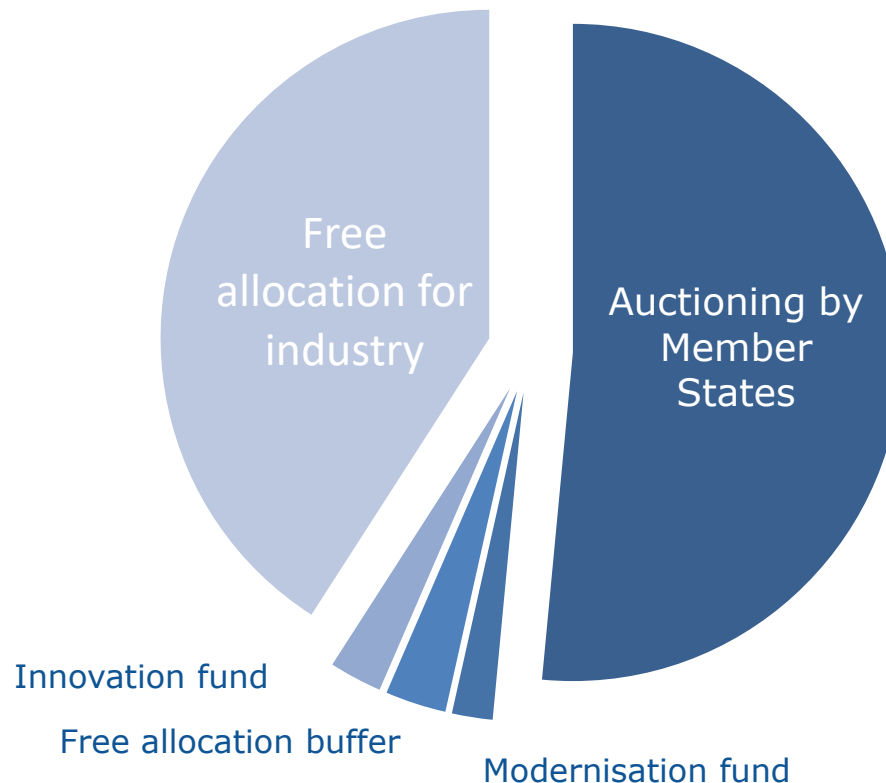 Free
allocation for
industry
Auctioning by
Member
States
Innovation fund
Free allocation buffer
Modernisation fund